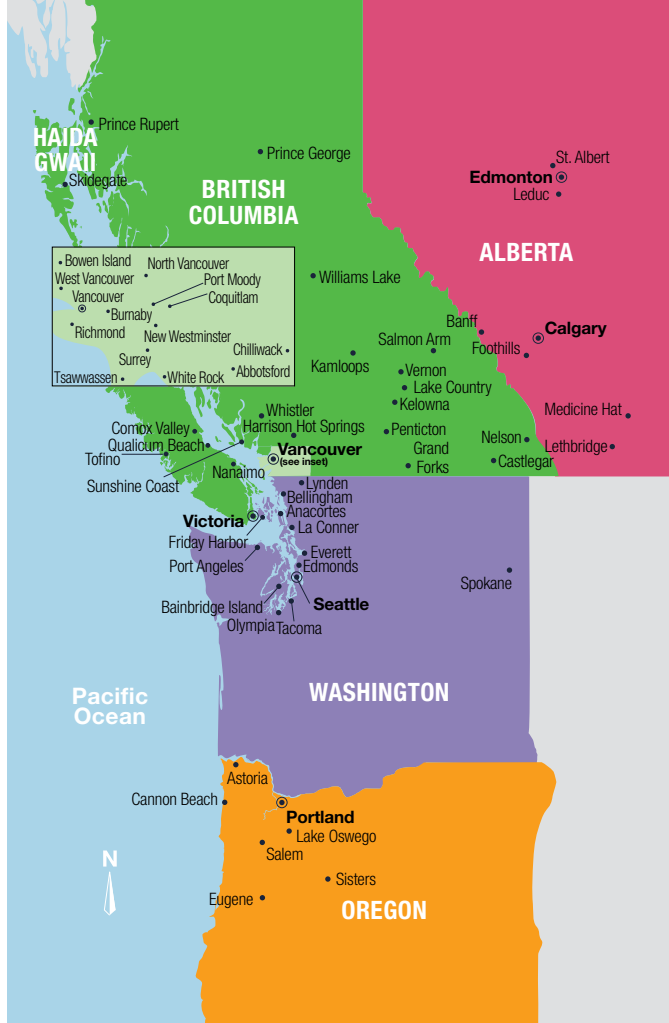 Prince Rupert
HAIDA
GWAII
Skidegate
Prince George
BRITISH
COLUMBIA
St. Albert
Edmonton
Leduc
ALBERTA
Bowen Island
North Vancouver
West Vancouver
Port Moody
Vancouver
Coquitlam
Burnaby
Richmond
New Westminster
Surrey
Chilliwack
Tsawwassen
White Rock
Abbotsford
Williams Lake
Banff
Calgary
Salmon Arm
Foothills
Kamloops
Vernon
Lake Country
Kelowna
Medicine Hat
Whistler
Comox Valley
Harrison Hot Springs
Penticton
Qualicum Beach
Grand
Forks
Nelson
Lethbridge
Tofino
Vancouver
(see inset)
Castlegar
Nanaimo
Sunshine Coast
Lynden
Bellingham
Anacortes
Victoria
La Conner
Friday Harbor
Everett
Port Angeles
Edmonds
Spokane
Bainbridge Island
Seattle
Olympia
Tacoma
WASHINGTON
Pacific
Ocean
Astoria
Cannon Beach
Portland
Lake Oswego
Salem
N
Sisters
Eugene
OREGON